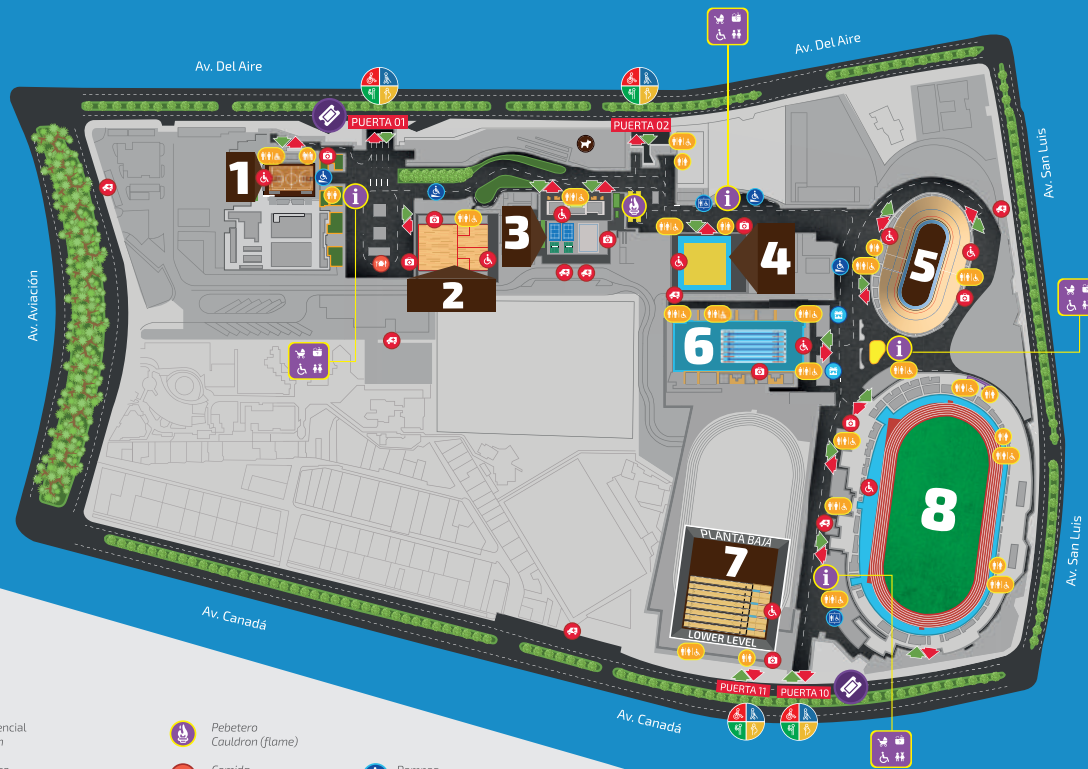 Av. Del Aire
Av. Del Aire
PUERTA 01
PUERTA 02
Av. San Luis
1
i
i
3
4
5
2
Av. Aviación
6
i
8
PLANTA BAJA
7
i
LOWER LEVEL
Av. San Luis
Av. Canadá
PUERTA 11
PUERTA 10
Av. Canadá
encial
Pebetero
Cauldron (flame)
Comida